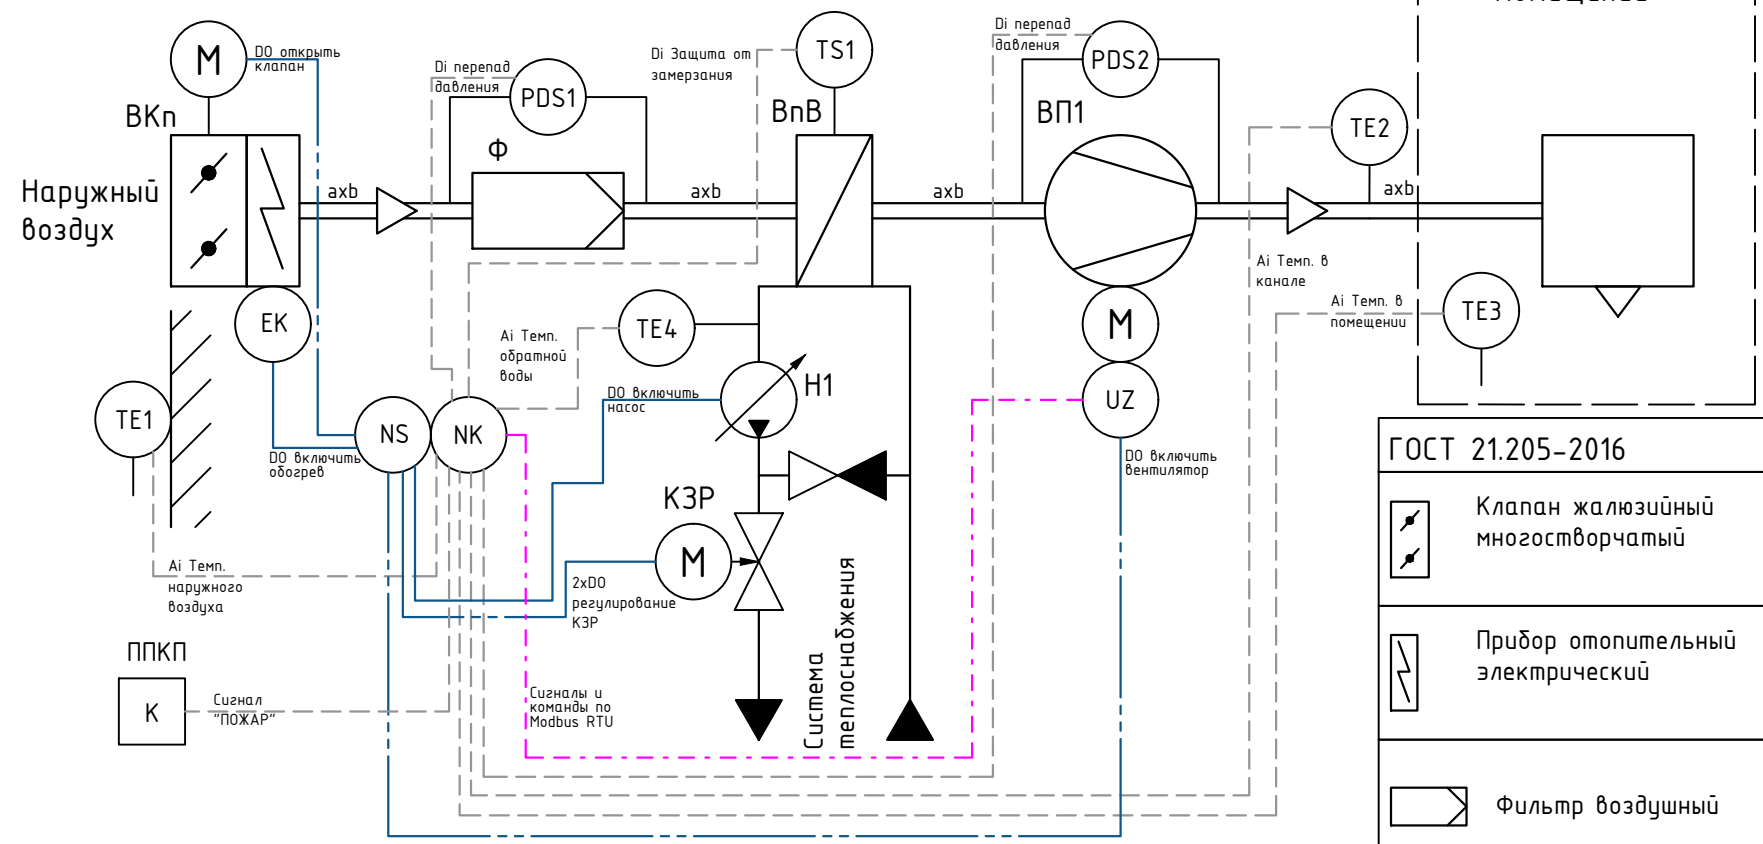 M
DO открыть
клапан
ВКп
Наружный
воздух
Di перепад
давления
PDS1
Ф
axb
axb
Di Защита от
замерзания
TS1
ВпВ
axb
Di перепад
давления
PDS2
ВП1
TE2
axb
Ai Темп. в
канале
Ai Темп. в
помещении
TE3
EK
TE1
NS
NK
DO включить
обогрев
Ai Темп.
обратной
воды
TE4
DO включить
насос
Н1
M
UZ
DO включить
вентилятор
КЗР
M
2xDO
регулирование
КЗР
Ai Темп.
наружного
воздуха
ППКП
К
Сигнал
"ПОЖАР"
Сигналы и
команды по
Modbus RTU
Система
теплоснабжения
ГОСТ 21.205-2016
Клапан жалюзийный
многостворчатый
Прибор отопительный
электрический
Фильтр воздушный